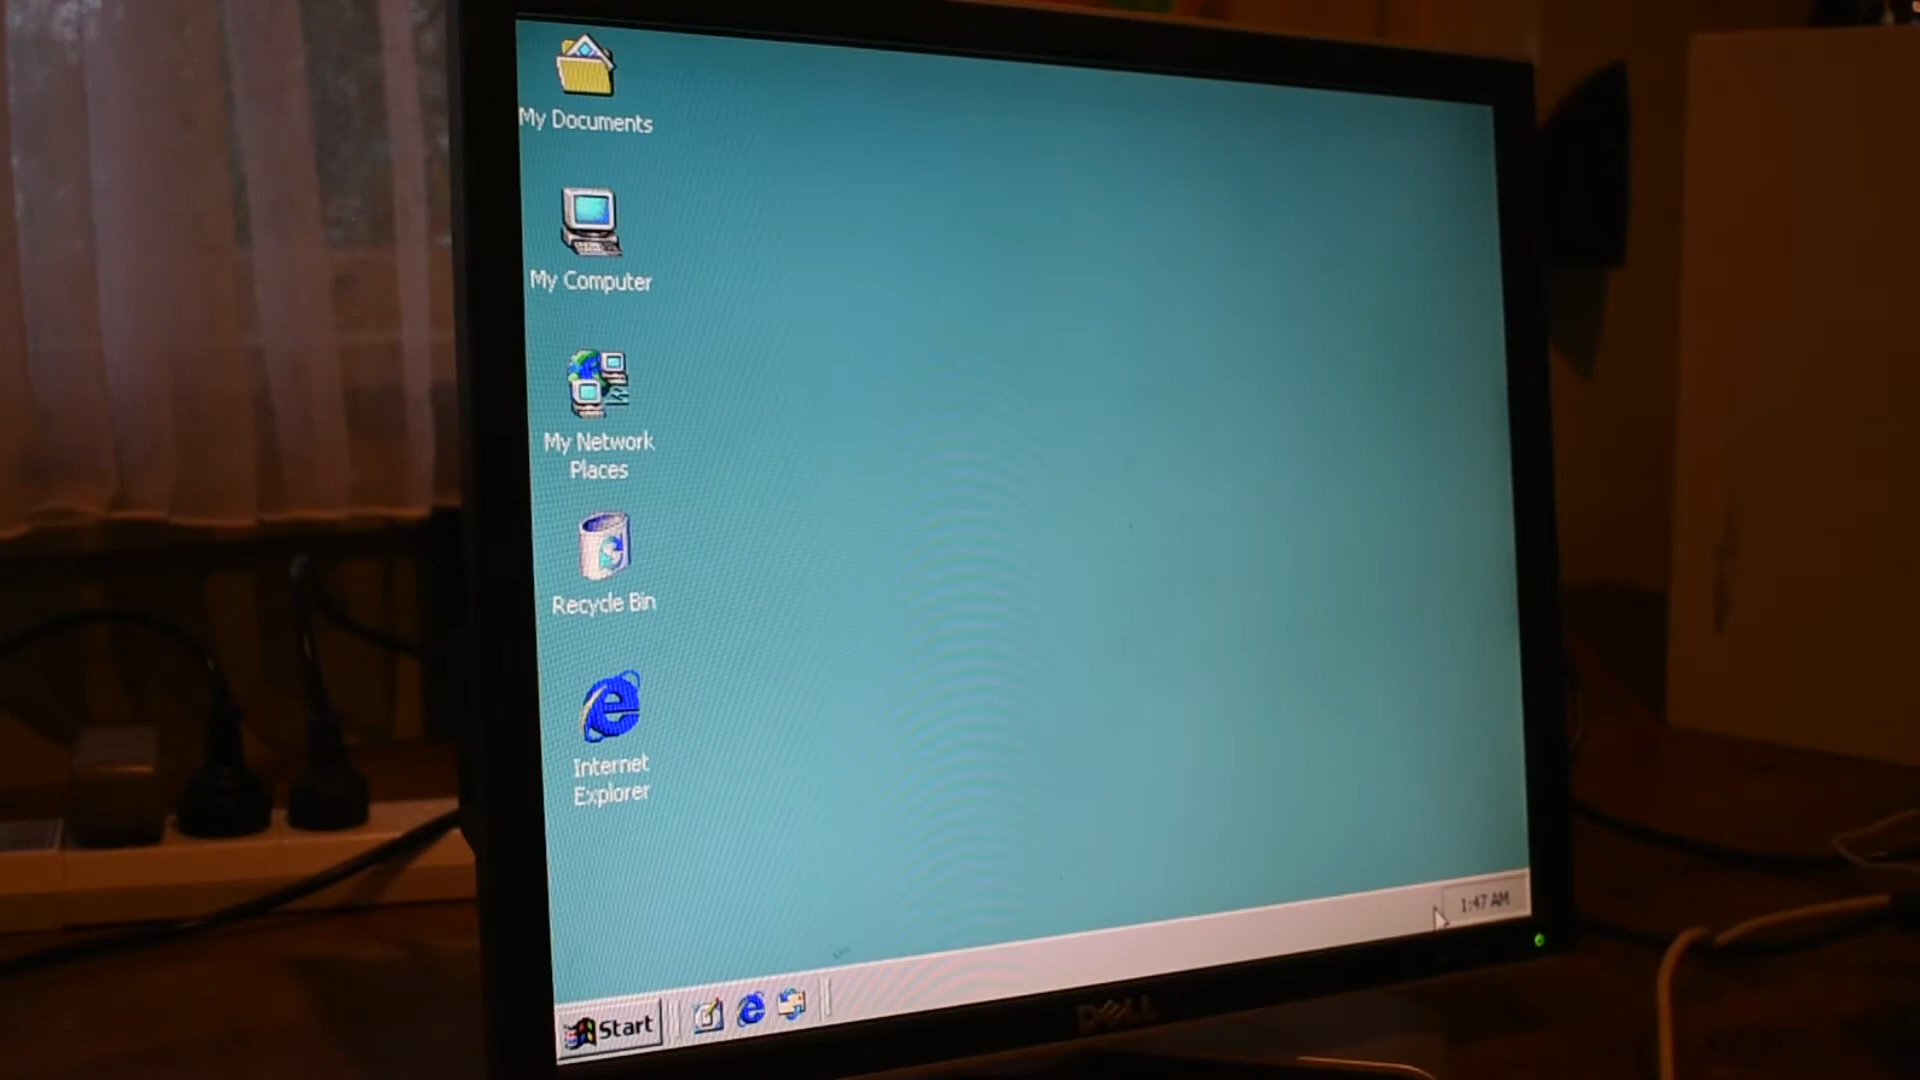 My Documents
My Computer
My Network
Places
Recycle Bin
Internet
Explorer
Start
1:47 AM
DELL